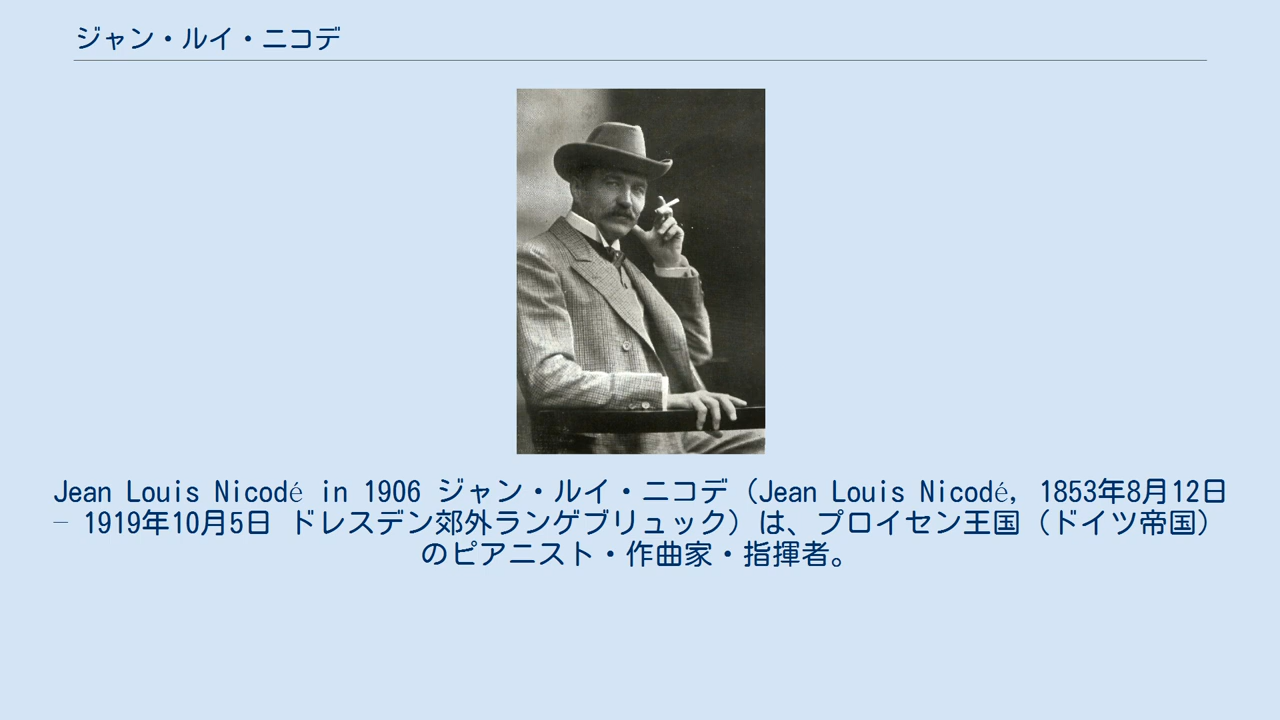 ジャン・ルイ・ニコデ
Jean Louis Nicodé in 1906 ジャン・ルイ・ニコデ（Jean Louis Nicodé, 1853年8月12日
– 1919年10月5日 ドレスデン郊外ランゲブリュック）は、プロイセン王国（ドイツ帝国）
のピアニスト・作曲家・指揮者。